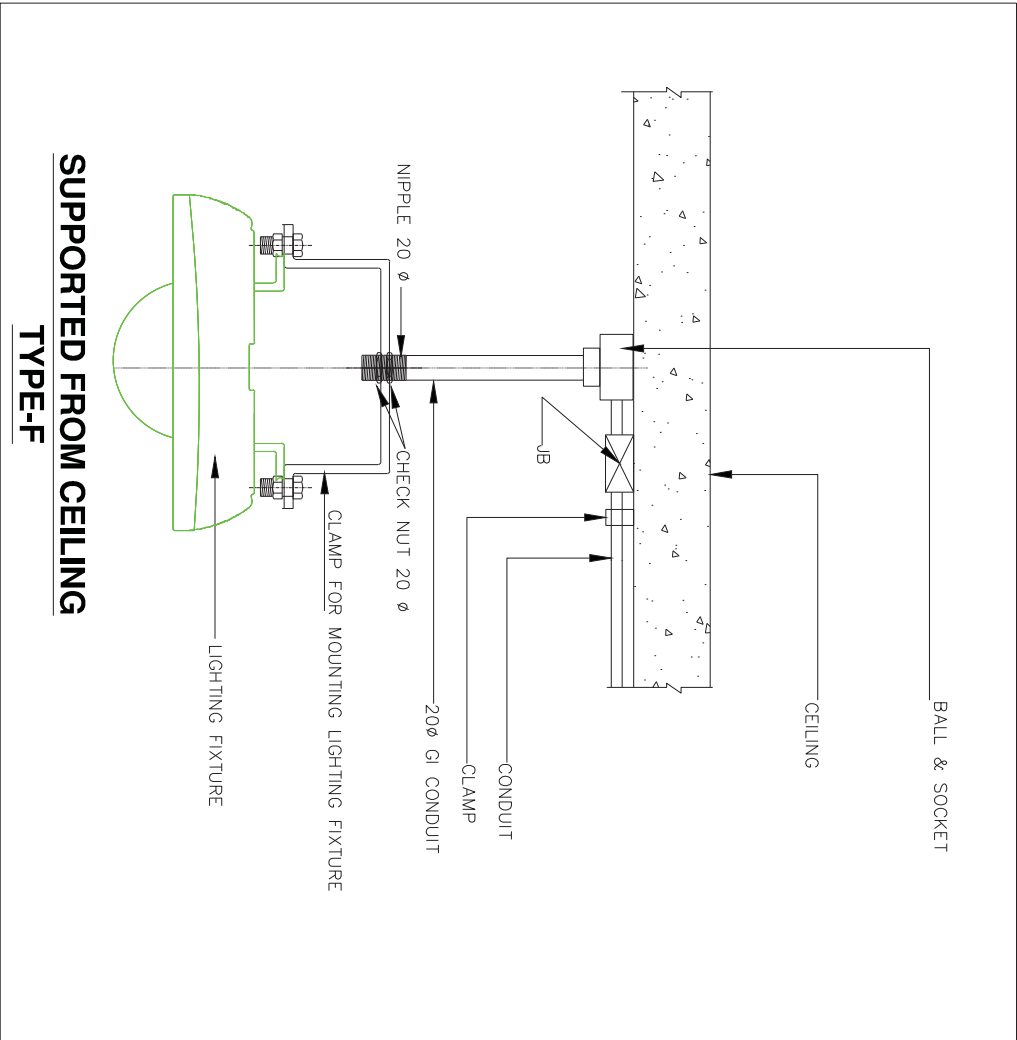 BALL & SOCKET
CEILING
CONDUIT
CLAMP
20Ø GI CONDUIT
JB
NIPPLE 20 Ø
CHECK NUT 20 Ø
CLAMP FOR MOUNTING LIGHTING FIXTURE
LIGHTING FIXTURE
SUPPORTED FROM CEILING
TYPE-F